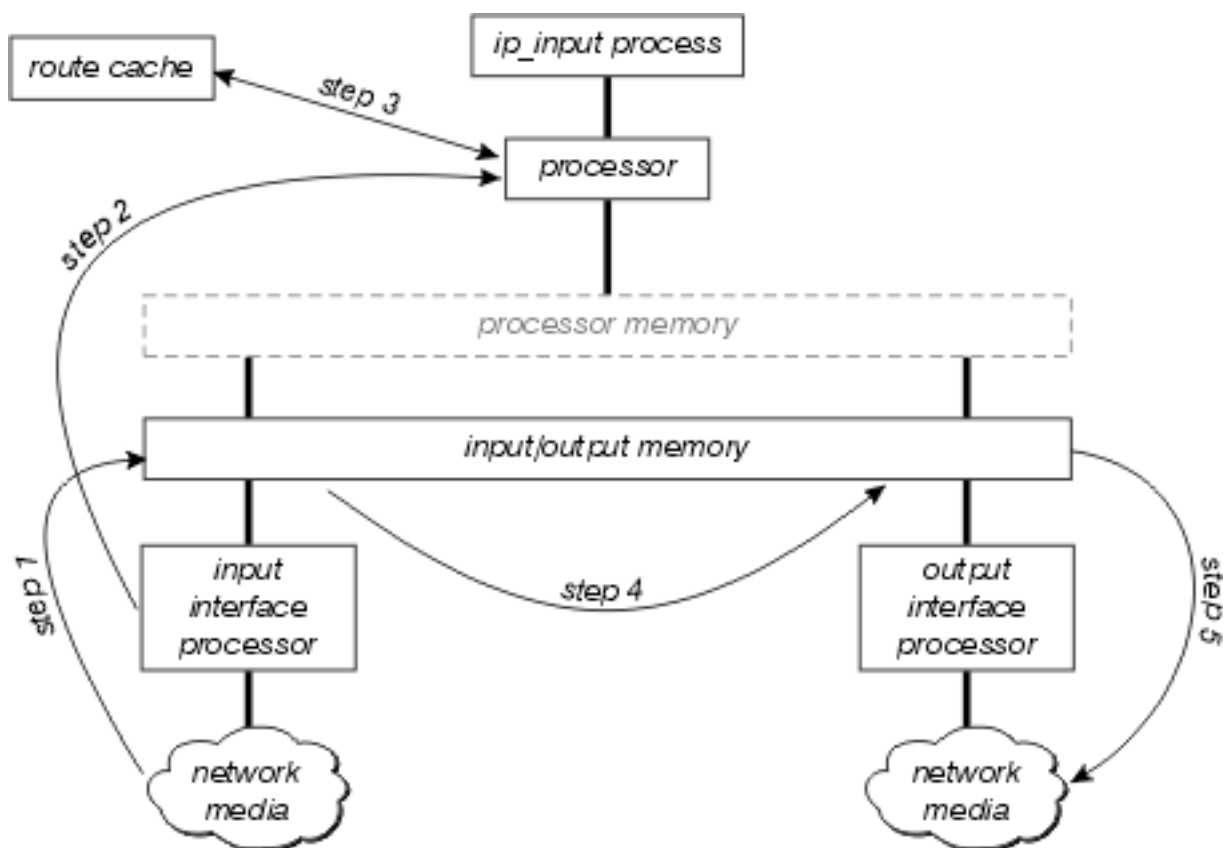 ip_input process
route cache
step 3
processor
step 2
processor memory
input/output memory
step 1
input
interface
processor
step 4
output
interface
processor
step 5
network
media
network
media